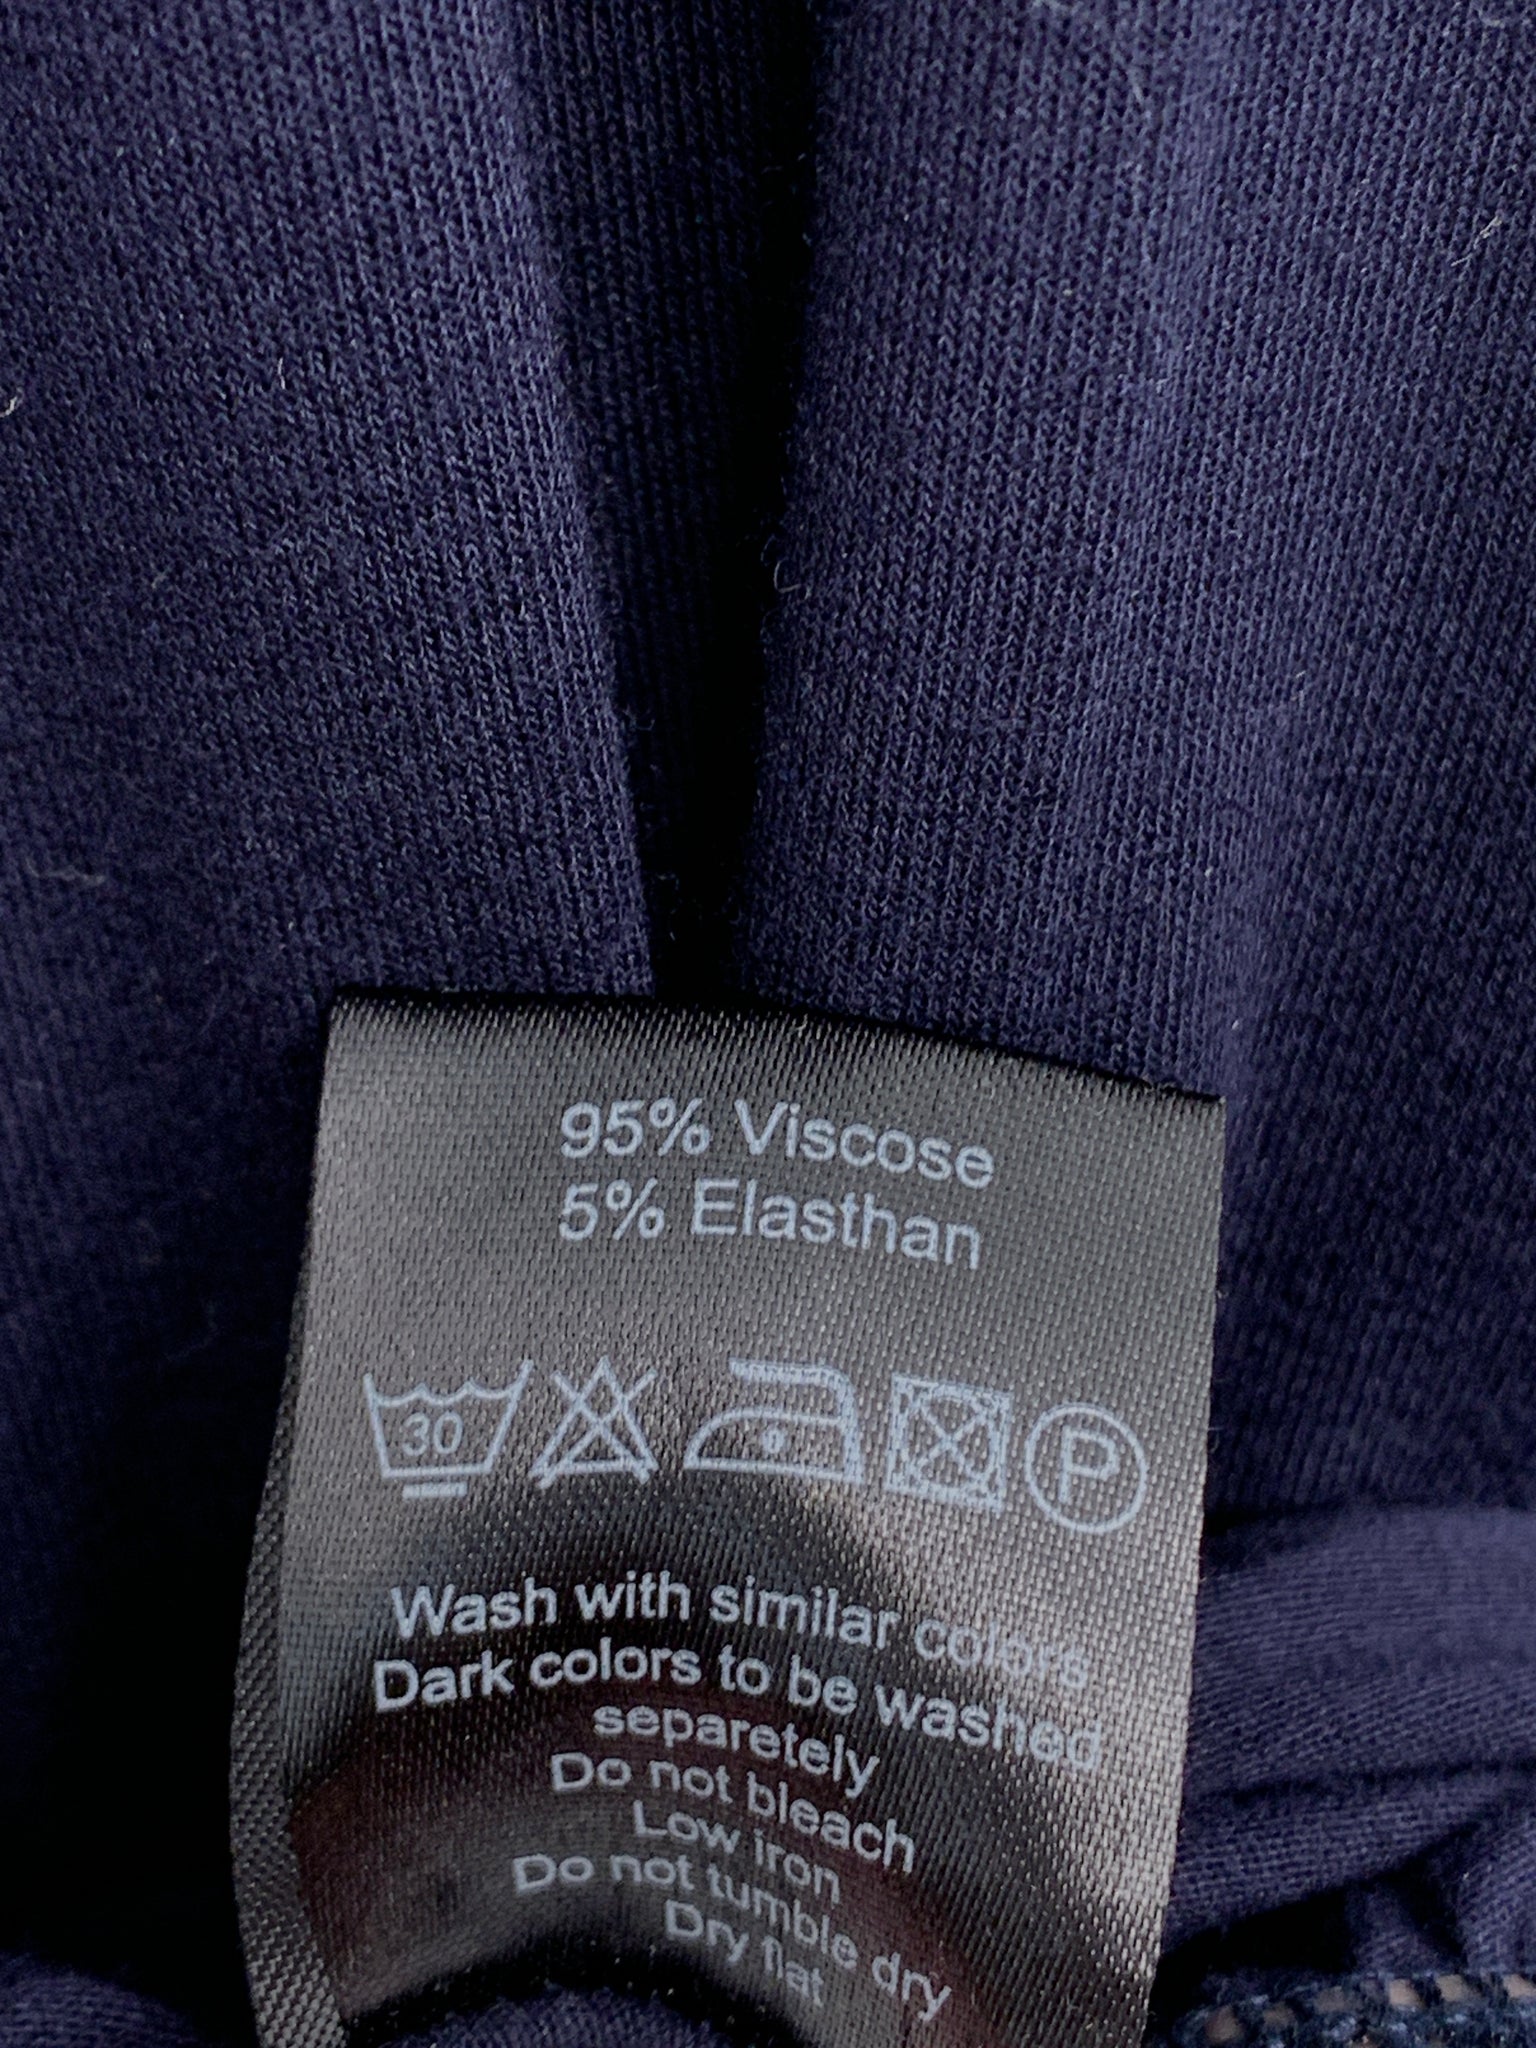 95% Viscose
5% Elasthan
30 P
Wash with similar colors
Dark colors to be washed
separetely
Do not bleach
Low iron
Do not tumble dry
Dry flat